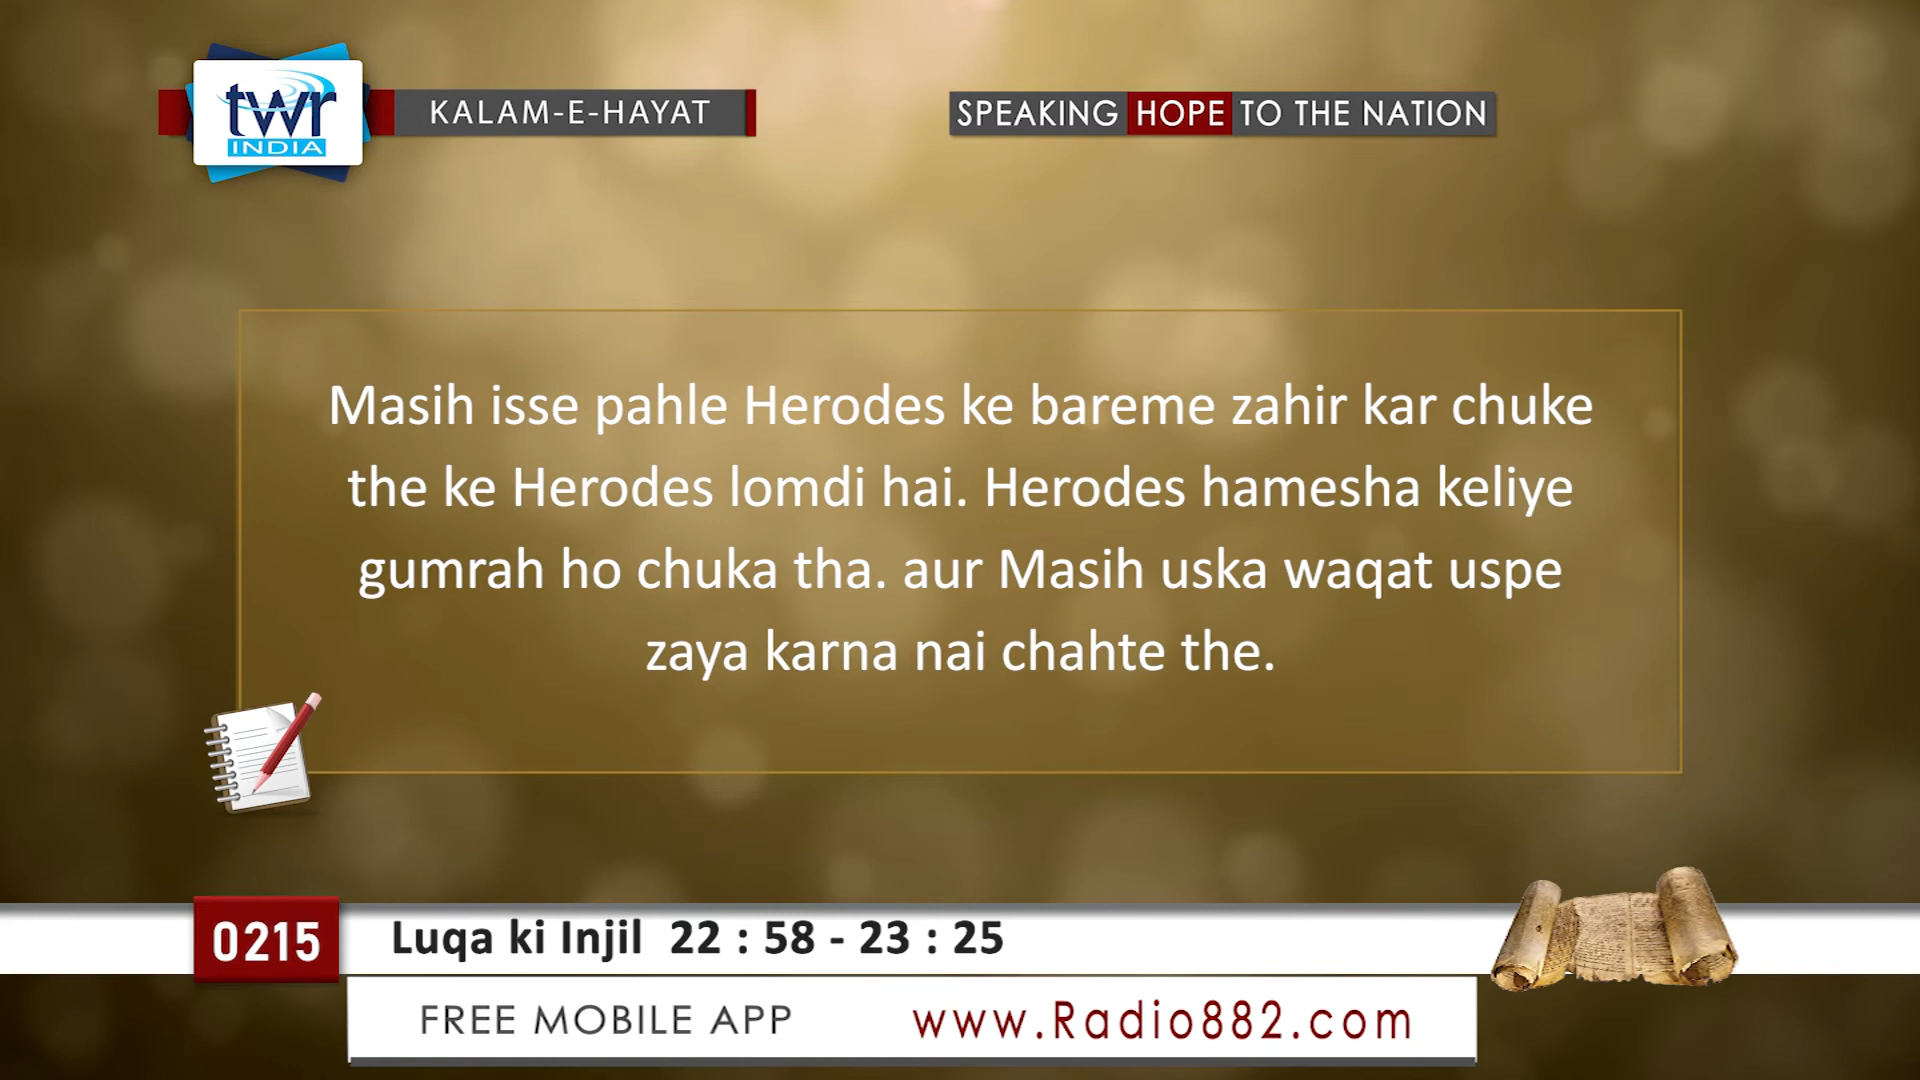 twr
INDIA
KALAM-E-HAYAT
SPEAKING HOPE TO THE NATION
Masih isse pahle Herodes ke bareme zahir kar chuke
the ke Herodes lomdi hai. Herodes hamesha keliye
gumrah ho chuka tha. aur Masih uska waqat uspe
zaya karna nai chahte the.
0215
Luqa ki Injil 22 : 58 - 23 : 25
FREE MOBILE APP
www.Radio882.com